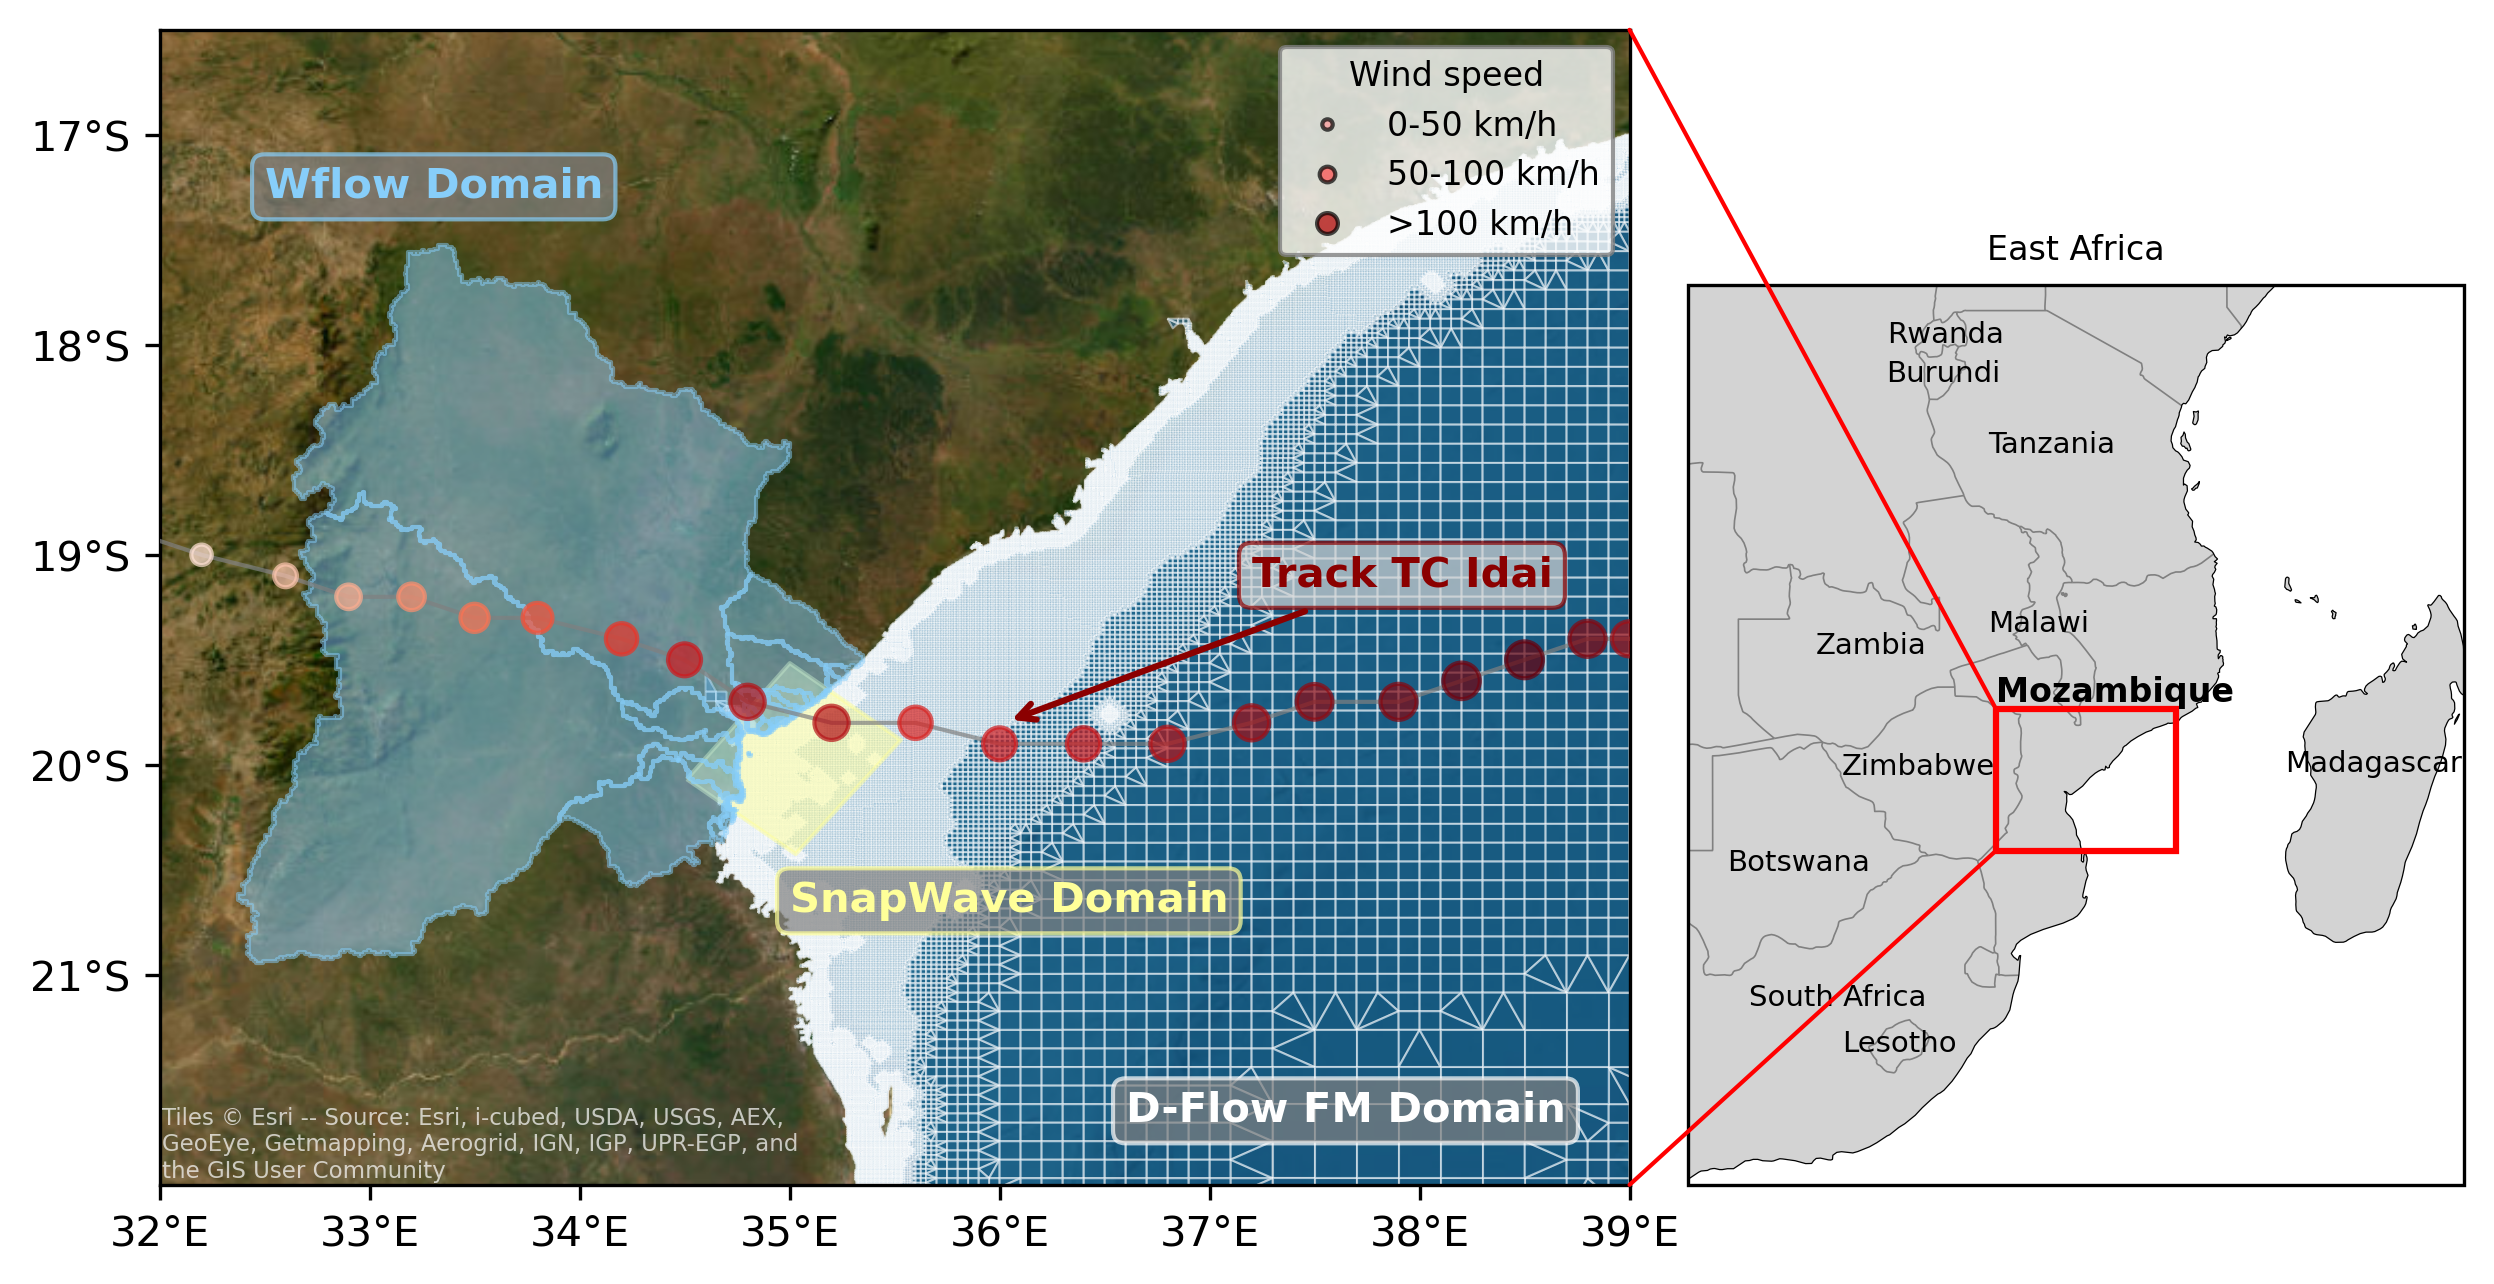 Wind speed
0-50 km/h
50-100 km/h
>100 km/h
17°S
18°S
19°S
20°S
21°S
Wflow Domain
Track TC Idai
SnapWave Domain
D-Flow FM Domain
Tiles © Esri -- Source: Esri, i-cubed, USDA, USGS, AEX,
GeoEye, Getmapping, Aerogrid, IGN, IGP, UPR-EGP, and
the GIS User Community
32°E
33°E
34°E
35°E
36°E
37°E
38°E
39°E
East Africa
Rwanda
Burundi
Tanzania
Malawi
Zambia
Mozambique
Zimbabwe
Madagascar
Botswana
South Africa
Lesotho